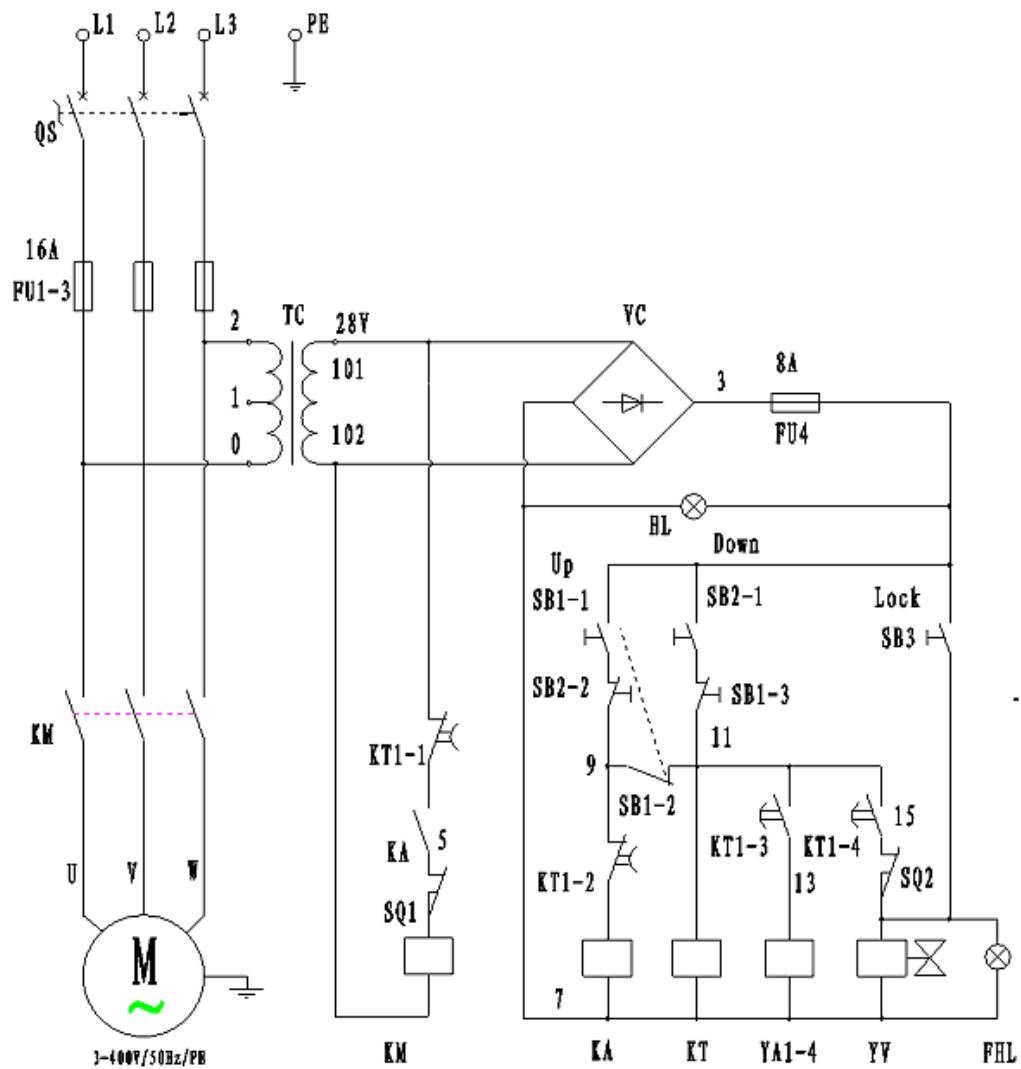 L1 L2 L3 PE
QS
16A
FU1-3
2 TC 28V VC
101 3 8A
1
102 FU4
0
HL
Down
Up
SB1-1 SB2-1 Lock
SB3
SB2-2 SB1-3
KM
KT1-1 11
9
SB1-2
KA 5 KT1-3 KT1-4 15
U V W
KT1-2 13 SQ2
SQ1
M
~
7
3-400V/50Hz/PE KM KA KT YA1-4 YV FHL